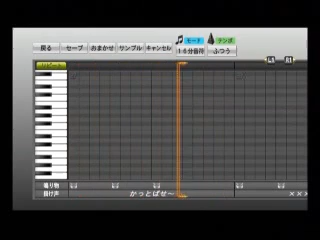 モード テンポ
戻る セーブ おまかせ サンプル キャンセル 16分音符 ふつう
鳴り物
掛け声 かっとばせ〜 ×××